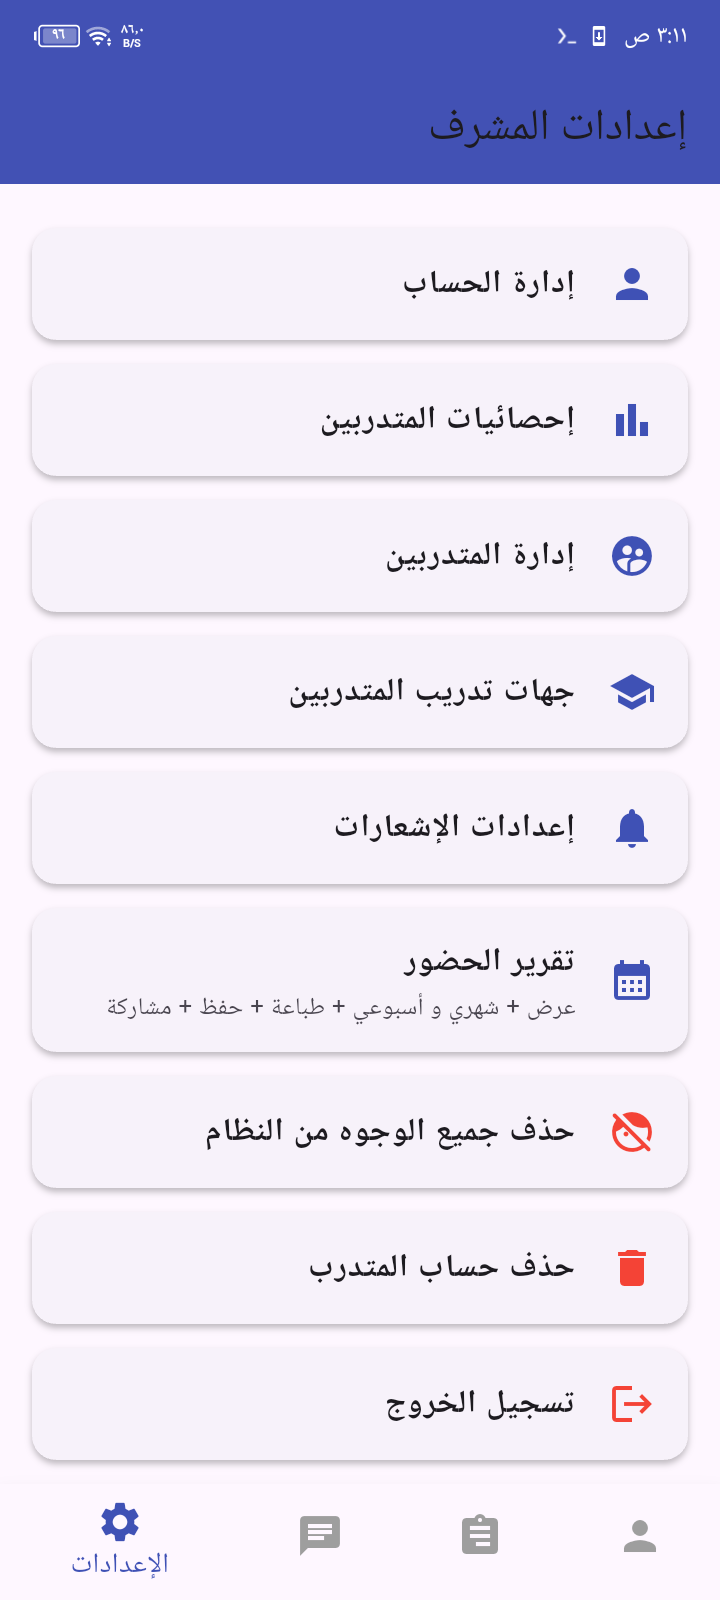 ٣:١١ ص
٨٦,٠
B/S
٩٦
إعدادات المشرف
إدارة الحساب
إحصائيات المتدربين
إدارة المتدربين
جهات تدريب المتدربين
إعدادات الإشعارات
تقرير الحضور
عرض + شهري و أسبوعي + طباعة + حفظ + مشاركة
حذف جميع الوجوه من النظام
حذف حساب المتدرب
تسجيل الخروج
الإعدادات